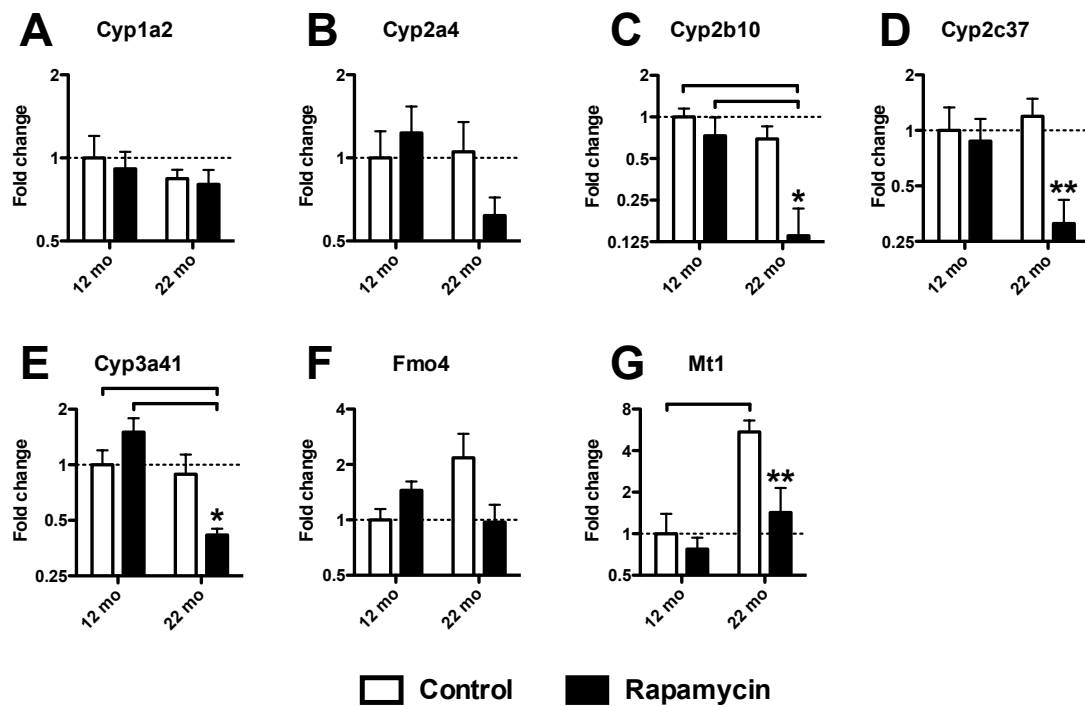 A Cyp1a2
Fold change
2
1
0.5
12 mo
22 mo
B Cyp2a4
Fold change
2
1
0.5
12 mo
22 mo
C Cyp2b10
Fold change
2
1
0.5
0.25
0.125
*
12 mo
22 mo
D Cyp2c37
Fold change
2
1
0.5
0.25
**
12 mo
22 mo
E Cyp3a41
Fold change
2
1
0.5
0.25
*
12 mo
22 mo
F Fmo4
Fold change
4
2
1
0.5
12 mo
22 mo
G Mt1
Fold change
8
4
2
1
0.5
**
12 mo
22 mo
Control Rapamycin